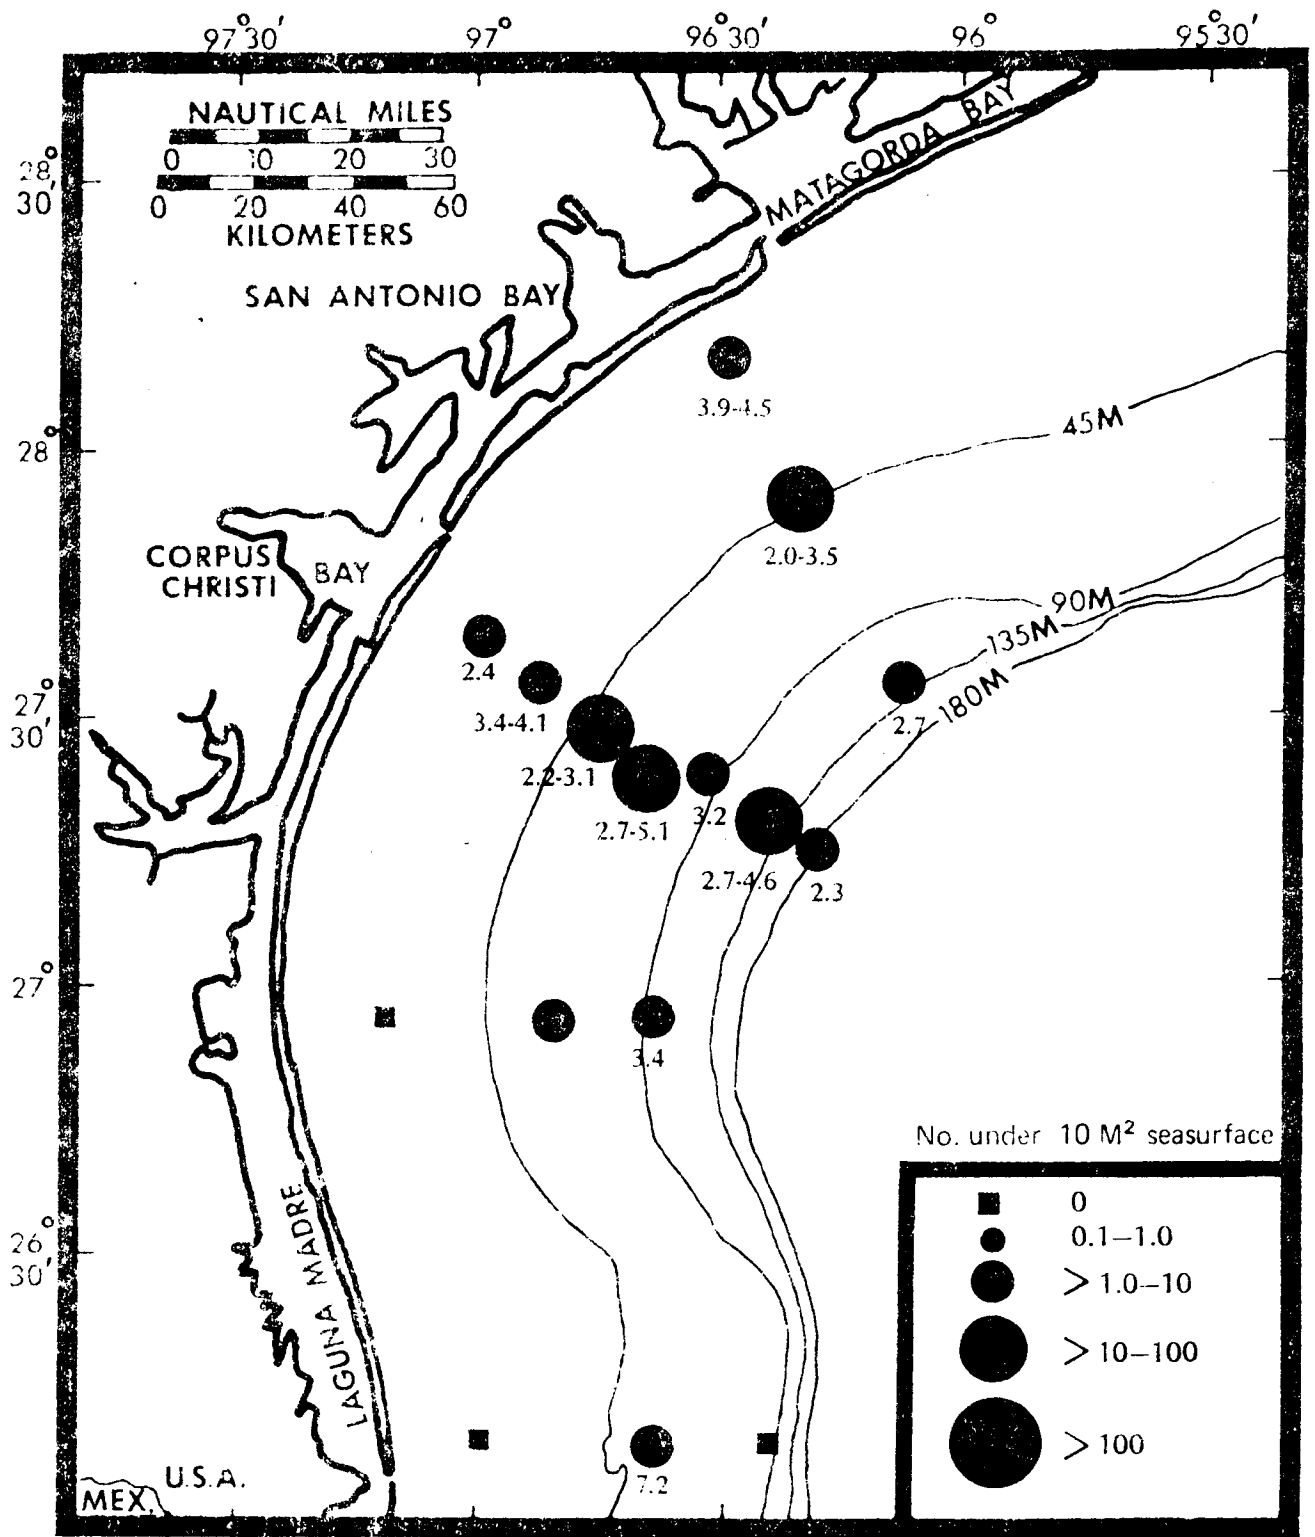 97°30′ 97° 96°30′ 96° 95°30′
NAUTICAL MILES
0 10 20 30
0 20 40 60
KILOMETERS
28°
30′
MATAGORDA BAY
SAN ANTONIO BAY
3.9-4.5
45M
28°
2.0-3.5
CORPUS
CHRISTI
BAY
90M
135M
180M
2.4
3.4-4.1
2.7
27°
30′
2.2-3.1
2.7-5.1
3.2
2.7-4.6
2.3
27°
3.4
No. under 10 M² seasurface
0
0.1–1.0
> 1.0–10
> 10–100
> 100
26°
30′
LAGUNA MADRE
7.2
U.S.A.
MEX.